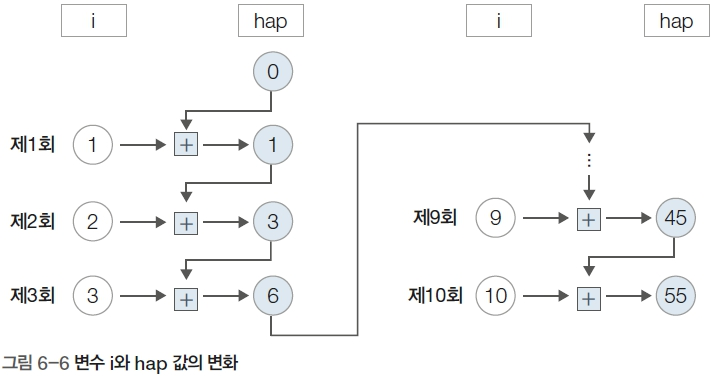 i hap
0
제1회 1 + 1
제2회 2 + 3
제3회 3 + 6
i hap
⋮
제9회 9 + 45
제10회 10 + 55
그림 6-6 변수 i와 hap 값의 변화